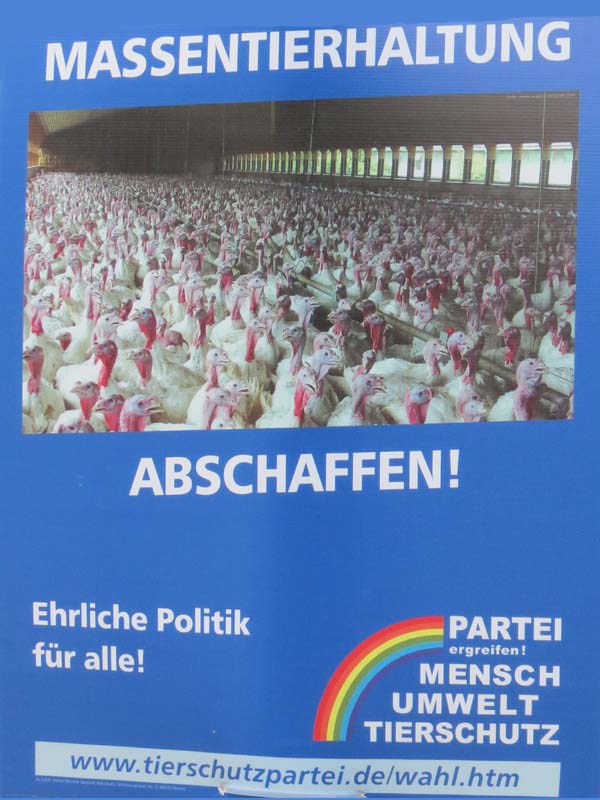 MASSENTIERHALTUNG
ABSCHAFFEN!
Ehrliche Politik
für alle!
PARTEI
ergreifen!
MENSCH
UMWELT
TIERSCHUTZ
www.tierschutzpartei.de/wahl.htm